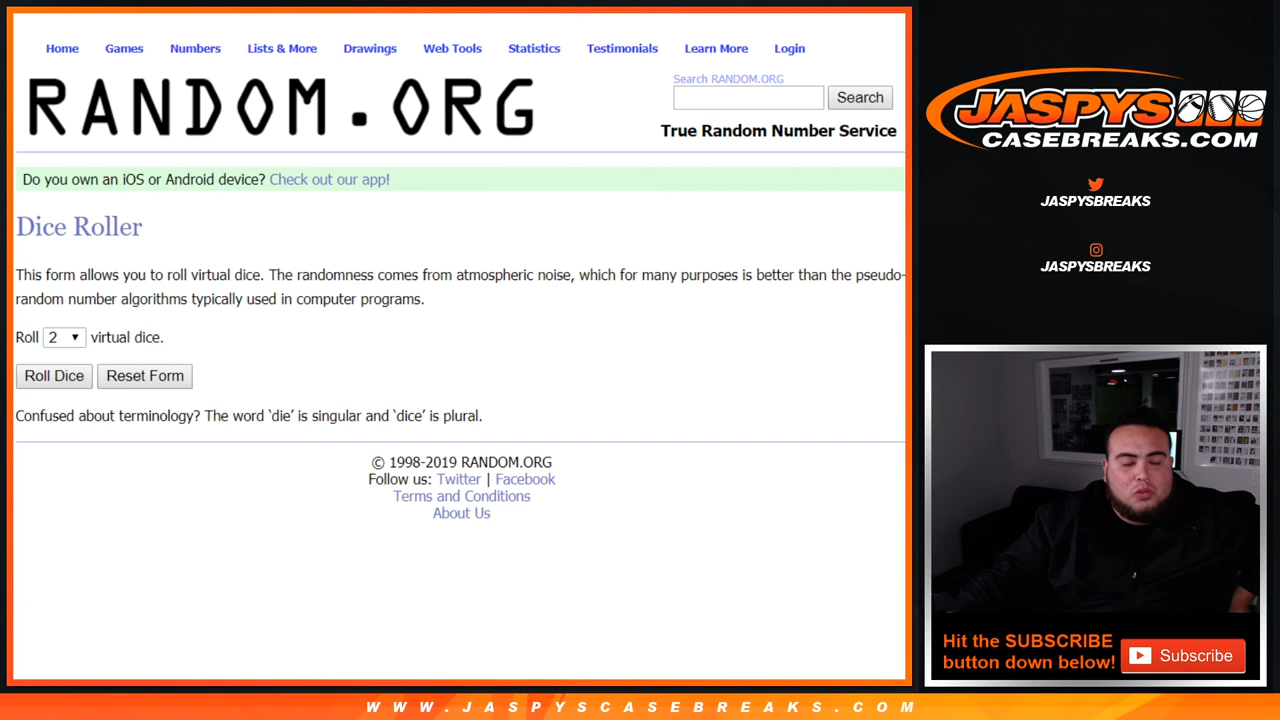 Home Games Numbers Lists & More Drawings Web Tools Statistics Testimonials Learn More Login
RANDOM.ORG
Search RANDOM.ORG
Search
True Random Number Service
Do you own an iOS or Android device? Check out our app!
Dice Roller
This form allows you to roll virtual dice. The randomness comes from atmospheric noise, which for many purposes is better than the pseudo-
random number algorithms typically used in computer programs.
Roll 2 virtual dice.
Roll Dice Reset Form
Confused about terminology? The word ‘die’ is singular and ‘dice’ is plural.
© 1998-2019 RANDOM.ORG
Follow us: Twitter | Facebook
Terms and Conditions
About Us
JASPYS
CASEBREAKS.COM
JASPYSBREAKS
JASPYSBREAKS
Hit the SUBSCRIBE
button down below!
Subscribe
WWW.JASPYSCASEBREAKS.COM